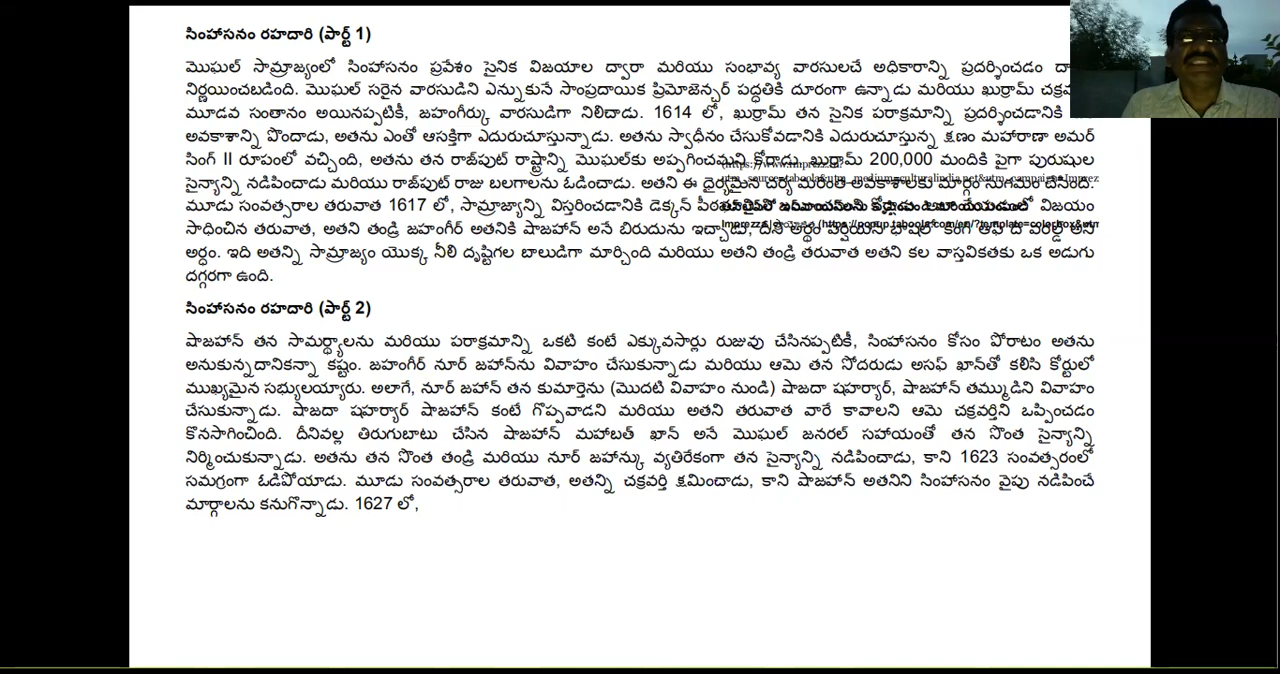 సింహాసనం రహదారి (పార్ట్ 1)
మొఘల్ సామ్రాజ్యంలో సింహాసనం ప్రవేశం సైనిక విజయాల ద్వారా మరియు సంభావ్య వారసులచే అధికారాన్ని ప్రదర్శించడం
నిర్ణయించబడింది. మొఘల్ సరైన వారసుడిని ఎన్నుకునే సాంప్రదాయిక ప్రిమోజెన్చర్ పద్ధతికి దూరంగా ఉన్నాడు మరియు ఖుర్రామ్
మూడవ సంతానం అయినప్పటికీ, జహంగీర్కు వారసుడిగా నిలిచాడు. 1614 లో, ఖుర్రామ్ తన సైనిక పరాక్రమాన్ని ప్రదర్శించడానికి
అవకాశాన్ని పొందాడు, అతను ఎంతో ఆసక్తిగా ఎదురుచూస్తున్నాడు. అతను స్వాధీనం చేసుకోవడానికి ఎదురుచూస్తున్న క్షణం మహారాణా అమర్
సింగ్ II రూపంలో వచ్చింది, అతను తన రాజ్‌పుట్ రాష్ట్రాన్ని మొఘల్‌కు అప్పగించమని కోరాడు. ఖుర్రామ్ 200,000 మందికి పైగా పురుషుల
సైన్యాన్ని నడిపించాడు మరియు రాజ్‌పుట్ రాజు బలగాలను ఓడించాడు. అతని ఈ ధైర్యమైన చర్య మరింత అవకాశాలకు మార్గం సుగమం చేసింది.
మూడు సంవత్సరాల తరువాత 1617 లో, సామ్రాజ్యాన్ని విస్తరించడానికి డెక్కన్ విజయం
సాధించిన తరువాత, అతని తండ్రి జహంగీర్ అతనికి షాజహాన్ అనే బిరుదును ఇచ్చాడు,
అర్థం. ఇది అతన్ని సామ్రాజ్యం యొక్క నీలి దృష్టిగల బాలుడిగా మార్చింది మరియు అతని తండ్రి తరువాత అతని కల వాస్తవికతకు ఒక అడుగు
దగ్గరగా ఉంది.
సింహాసనం రహదారి (పార్ట్ 2)
షాజహాన్ తన సామర్థ్యాలను మరియు పరాక్రమాన్ని ఒకటి కంటే ఎక్కువసార్లు రుజువు చేసినప్పటికీ, సింహాసనం కోసం పోరాటం అతను
అనుకున్నదానికన్నా కష్టం. జహంగీర్ నూర్ జహాన్‌ను వివాహం చేసుకున్నాడు మరియు ఆమె తన సోదరుడు అసఫ్ ఖాన్‌తో కలిసి కోర్టులో
ముఖ్యమైన సభ్యులయ్యారు. అలాగే, నూర్ జహాన్ తన కుమార్తెను (మొదటి వివాహం నుండి) షాజదా షహర్యార్, షాజహాన్ తమ్ముడిని వివాహం
చేసుకున్నాడు. షాజదా షహర్యార్ షాజహాన్ కంటే గొప్పవాడని మరియు అతని తరువాత వారే కావాలని ఆమె చక్రవర్తిని ఒప్పించడం
కొనసాగించింది. దీనివల్ల తిరుగుబాటు చేసిన షాజహాన్ మహాబత్ ఖాన్ అనే మొఘల్ జనరల్ సహాయంతో తన సొంత సైన్యాన్ని
నిర్మించుకున్నాడు. అతను తన సొంత తండ్రి మరియు నూర్ జహాన్కు వ్యతిరేకంగా తన సైన్యాన్ని నడిపించాడు, కాని 1623 సంవత్సరంలో
సమగ్రంగా ఓడిపోయాడు. మూడు సంవత్సరాల తరువాత, అతన్ని చక్రవర్తి క్షమించాడు, కాని షాజహాన్ అతనిని సింహాసనం వైపు నడిపించే
మార్గాలను కనుగొన్నాడు. 1627 లో,